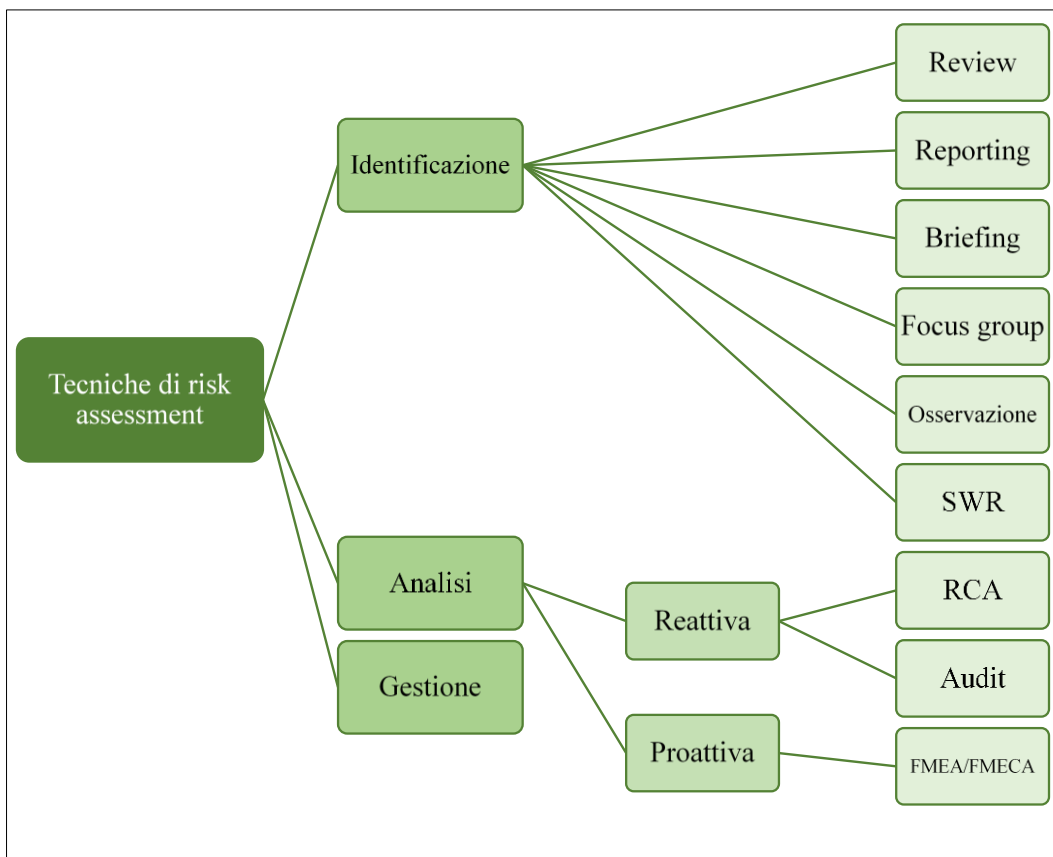 Tecniche di risk
assessment
Identificazione
Review
Reporting
Briefing
Focus group
Osservazione
SWR
Analisi
Reattiva
RCA
Audit
Proattiva
FMEA/FMECA
Gestione